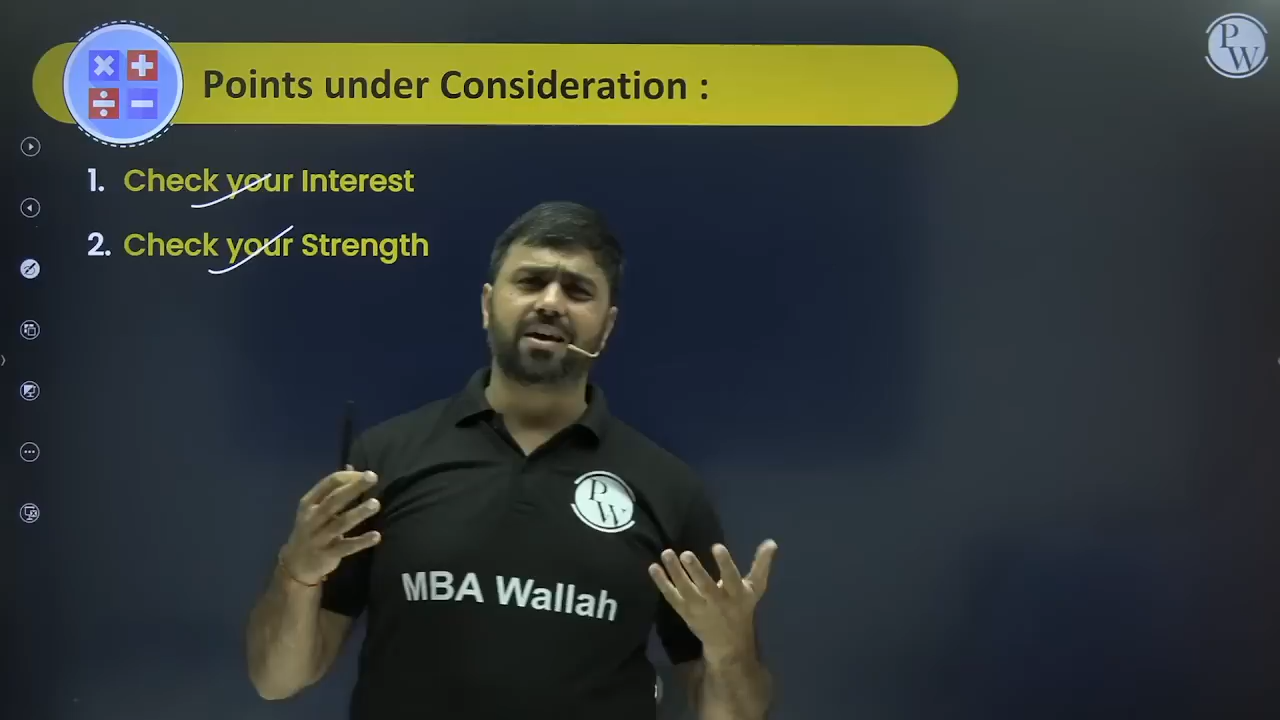 Points under Consideration :
1. Check your Interest
2. Check your Strength
PW
PW
MBA Wallah